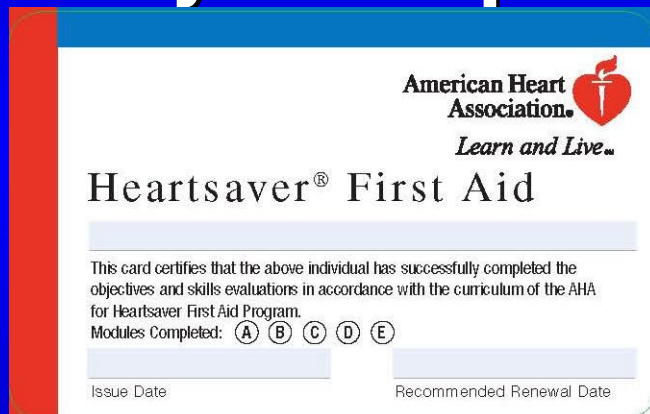 American Heart
Association®
Learn and Live℠
Heartsaver® First Aid
This card certifies that the above individual has successfully completed the
objectives and skills evaluations in accordance with the curriculum of the AHA
for Heartsaver First Aid Program.
Modules Completed: Ⓐ Ⓑ Ⓒ Ⓓ Ⓔ
Issue Date
Recommended Renewal Date